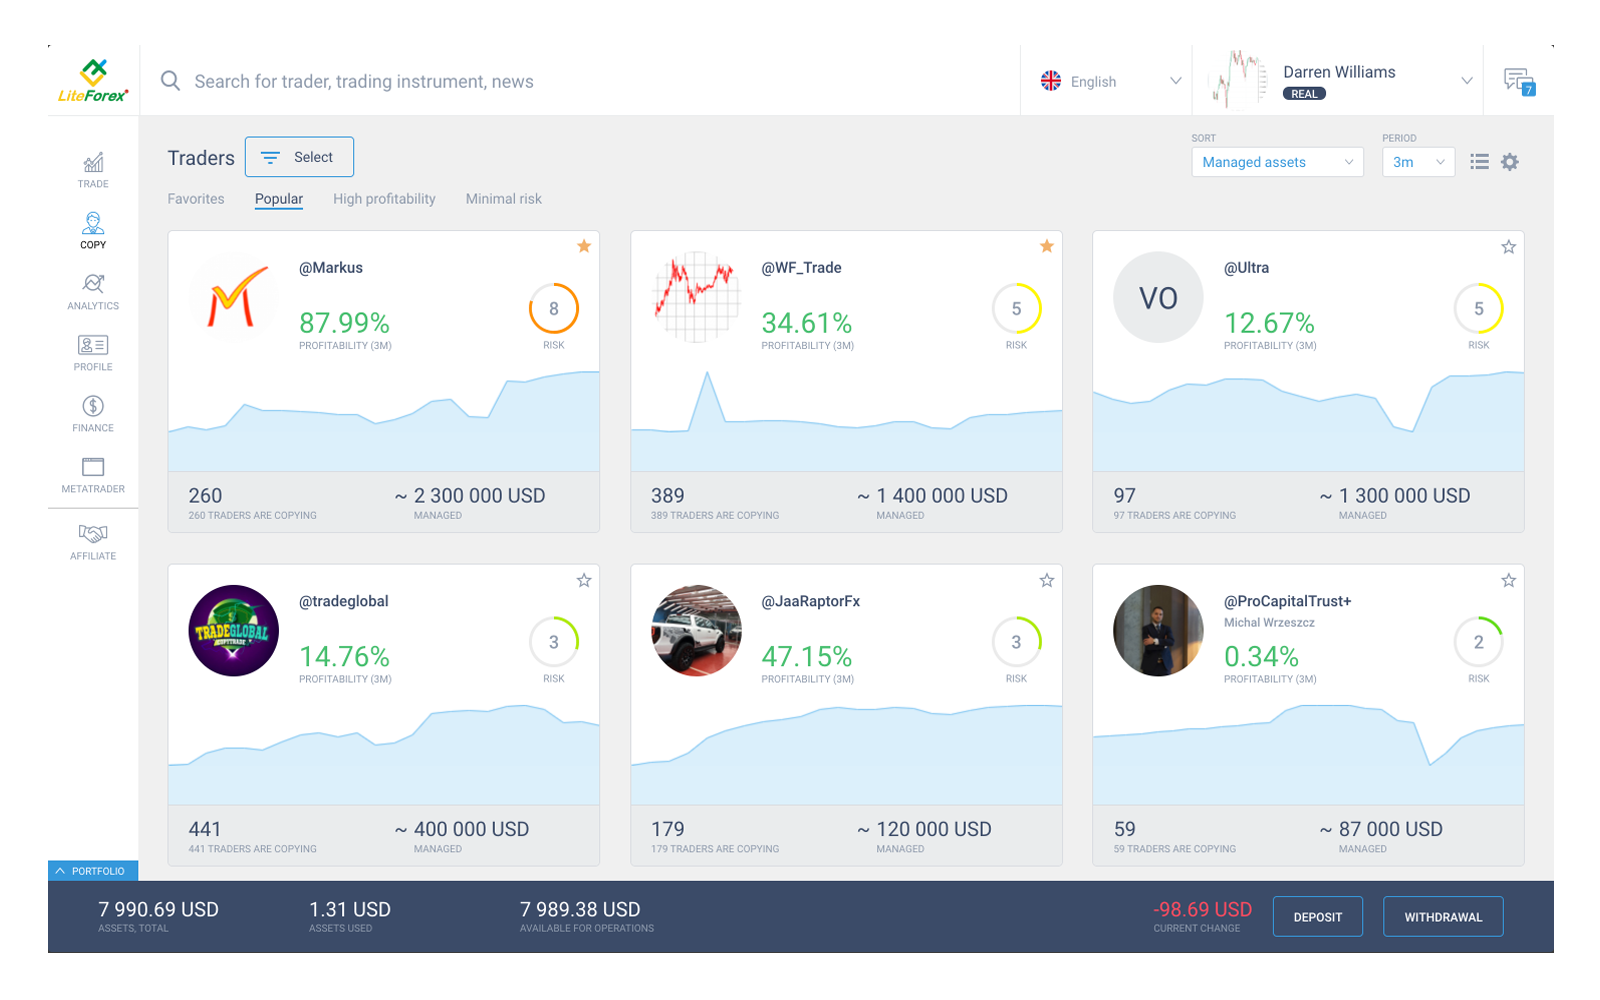 LiteForex
Search for trader, trading instrument, news
English
Darren Williams
REAL
7
TRADE
COPY
ANALYTICS
PROFILE
FINANCE
METATRADER
AFFILIATE
Traders
Select
SORT
Managed assets
PERIOD
3m
Favorites
Popular
High profitability
Minimal risk
@Markus
87.99%
PROFITABILITY (3M)
8
RISK
260
260 TRADERS ARE COPYING
~ 2 300 000 USD
MANAGED
@WF_Trade
34.61%
PROFITABILITY (3M)
5
RISK
389
389 TRADERS ARE COPYING
~ 1 400 000 USD
MANAGED
VO
@Ultra
12.67%
PROFITABILITY (3M)
5
RISK
97
97 TRADERS ARE COPYING
~ 1 300 000 USD
MANAGED
TRADEGLOBAL
COPYTRADE
@tradeglobal
14.76%
PROFITABILITY (3M)
3
RISK
441
441 TRADERS ARE COPYING
~ 400 000 USD
MANAGED
@JaaRaptorFx
47.15%
PROFITABILITY (3M)
3
RISK
179
179 TRADERS ARE COPYING
~ 120 000 USD
MANAGED
@ProCapitalTrust+
Michal Wrzeszcz
0.34%
PROFITABILITY (3M)
2
RISK
59
59 TRADERS ARE COPYING
~ 87 000 USD
MANAGED
PORTFOLIO
7 990.69 USD
ASSETS, TOTAL
1.31 USD
ASSETS USED
7 989.38 USD
AVAILABLE FOR OPERATIONS
-98.69 USD
CURRENT CHANGE
DEPOSIT
WITHDRAWAL